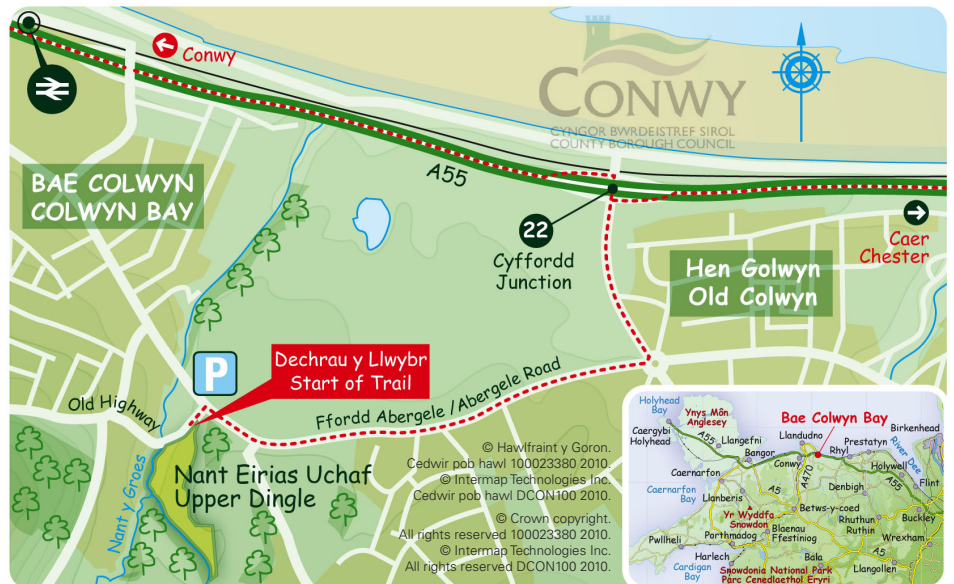 Conwy
CONWY
CYNGOR BWRDEISTREF SIROL
COUNTY BOROUGH COUNCIL
BAE COLWYN
COLWYN BAY
A55
22
Cyffordd
Junction
Caer
Chester
Hen Golwyn
Old Colwyn
P
Dechrau y Llwybr
Start of Trail
Old Highway
Ffordd Abergele / Abergele Road
Nant y Groes
Nant Eirias Uchaf
Upper Dingle
© Hawlfraint y Goron.
Cedwir pob hawl 100023380 2010.
© Intermap Technologies Inc.
Cedwir pob hawl DCON100 2010.
© Crown copyright.
All rights reserved 100023380 2010.
© Intermap Technologies Inc.
All rights reserved DCON100 2010.
Holyhead
Bay
Ynys Môn
Anglesey
Bae Colwyn Bay
Caergybi
Holyhead
A55
Llangefni
Bangor
Llandudno
Conwy
Rhyl
Prestatyn
River Dee
Birkenhead
Holywell
A55
Flint
Caernarfon
Caernarfon
Bay
Llanberis
A5
A470
Denbigh
Betws-y-coed
Yr Wyddfa
Snowdon
Porthmadog
Blaenau
Ffestiniog
Rhuthun
Ruthin
Buckley
Wrexham
Pwllheli
Harlech
Cardigan
Bay
Bala
A5
Llangollen
Snowdonia National Park
Parc Cenedlaethol Eryri